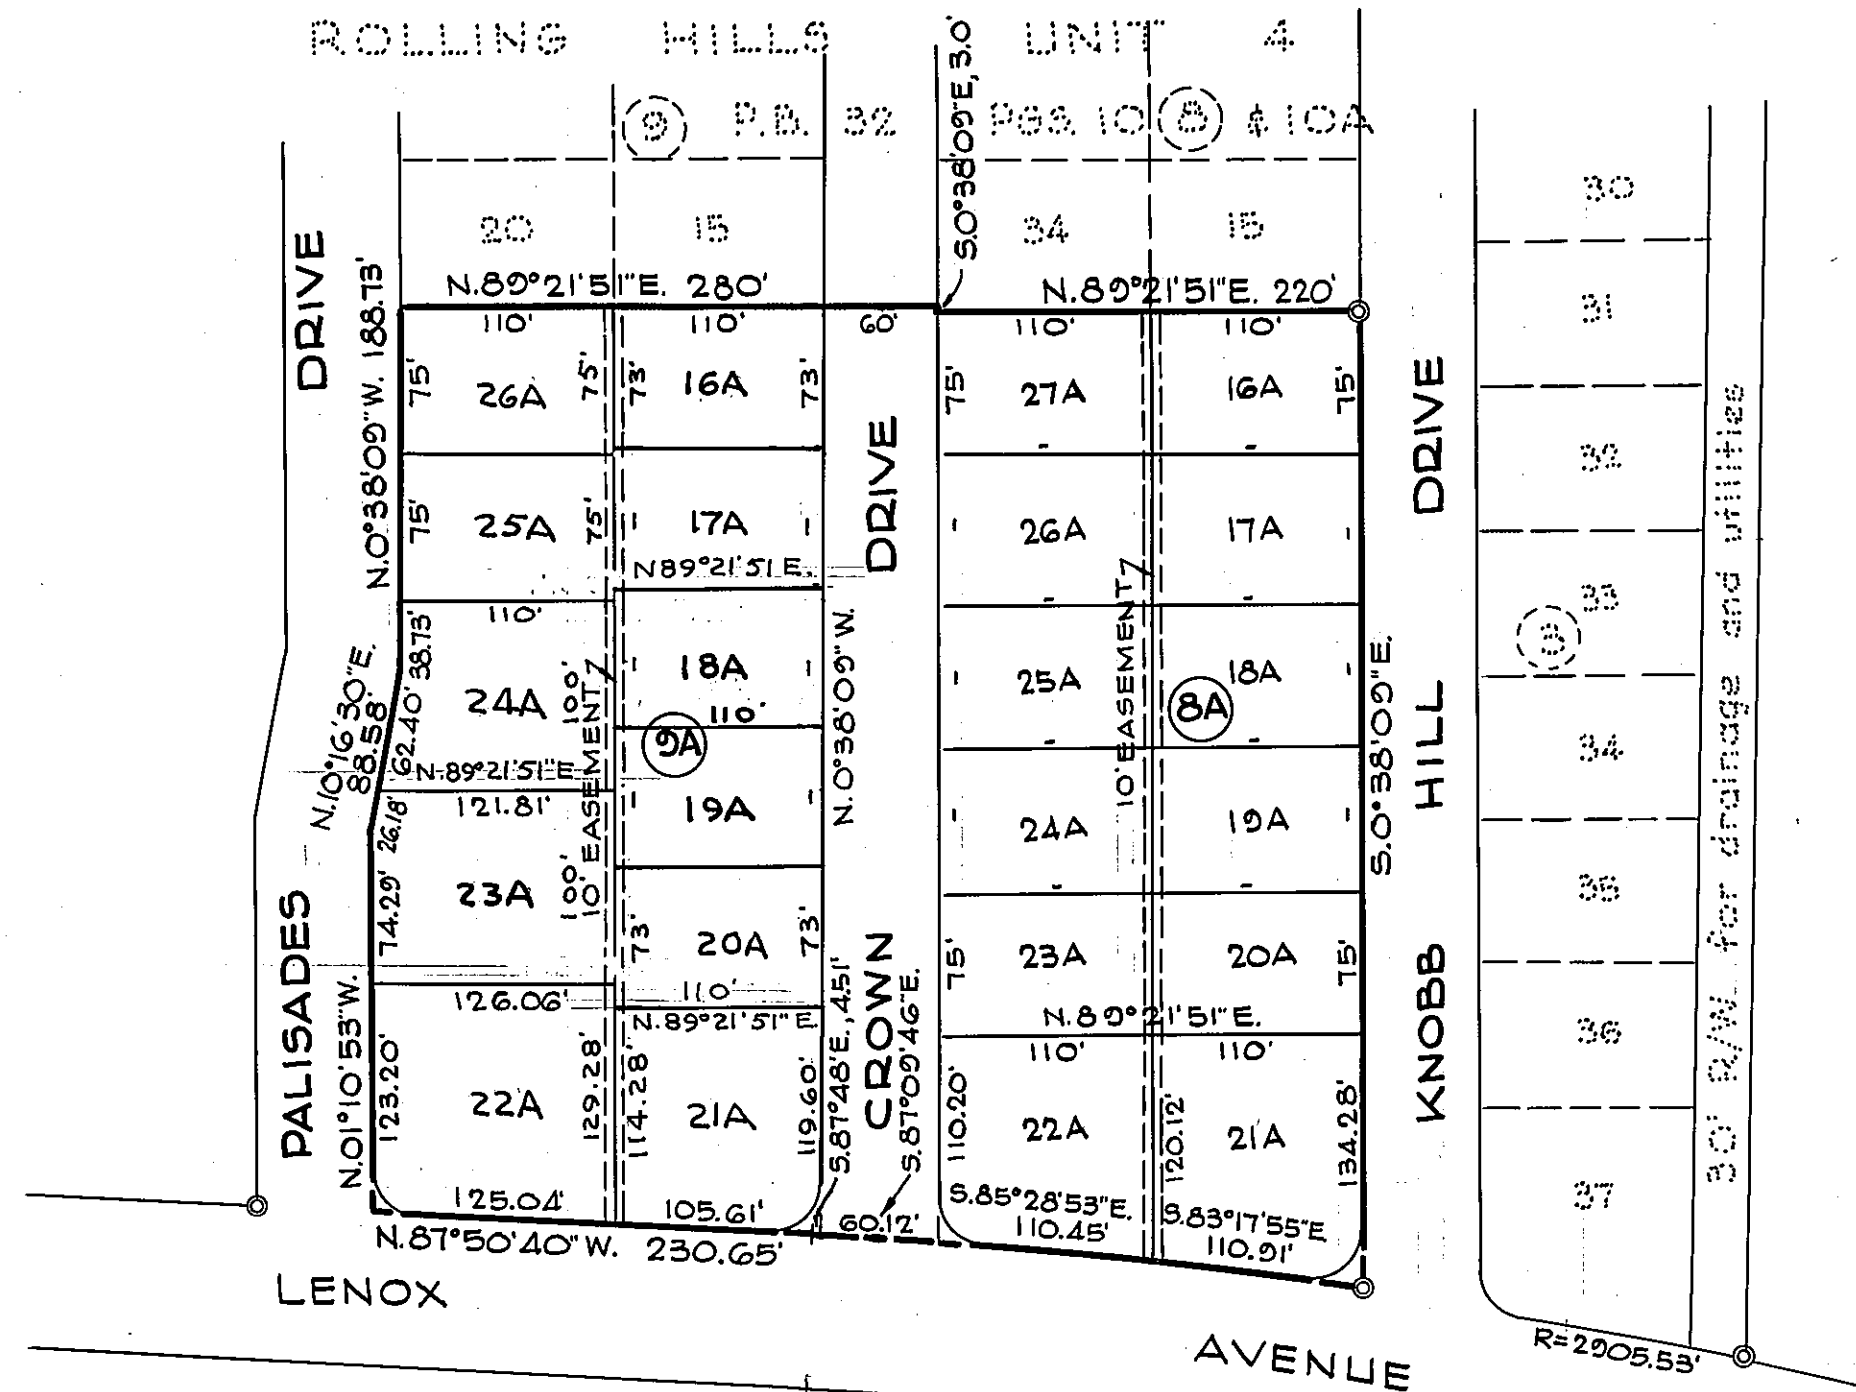 ROLLING HILLS UNIT 4
9 P.B. 32 PGS. 10 8 & 10A
20 15 34 15 30
S.0°38'09"E, 3.0'
N.89°21'51"E. 280'
N.89°21'51"E. 220'
110' 110' 60' 110' 110'
31
DRIVE
N.0°38'09"W. 188.73'
75' 26A 75' 73' 16A 73' 75' 27A 16A 75'
DRIVE
DRIVE
32
75' 25A 75' 17A 26A 17A
N89°21'51 E.
33
30' R/W for drainage and utilities
110'
38.73'
N.10°16'30"E.
88.58'
62.40'
24A 100' 18A 25A 18A
10' EASEMENT
110'
9A
10' EASEMENT
8A
3
N.0°38'09"W.
S.0°38'09"E.
HILL
34
N.89°21'51"E
121.81' 19A 24A 19A
26.18'
74.29'
23A 100'
35
73' 20A 73' 75' 23A 20A 75'
PALISADES
CROWN
KNOBB
N.01°10'53"W.
126.06' 110'
N.89°21'51"E
N.89°21'51"E.
110' 110'
36
S.87°48'E., 4.51'
S.87°09'46"E.
123.20' 22A 129.28' 114.28' 21A 119.60' 110.20' 22A 120.12' 21A 134.28'
37
125.04' 105.61' 60.12'
S.85°28'53"E.
110.45'
S.83°17'55"E
110.91'
N.87°50'40"W. 230.65'
LENOX
AVENUE
R=2905.53'